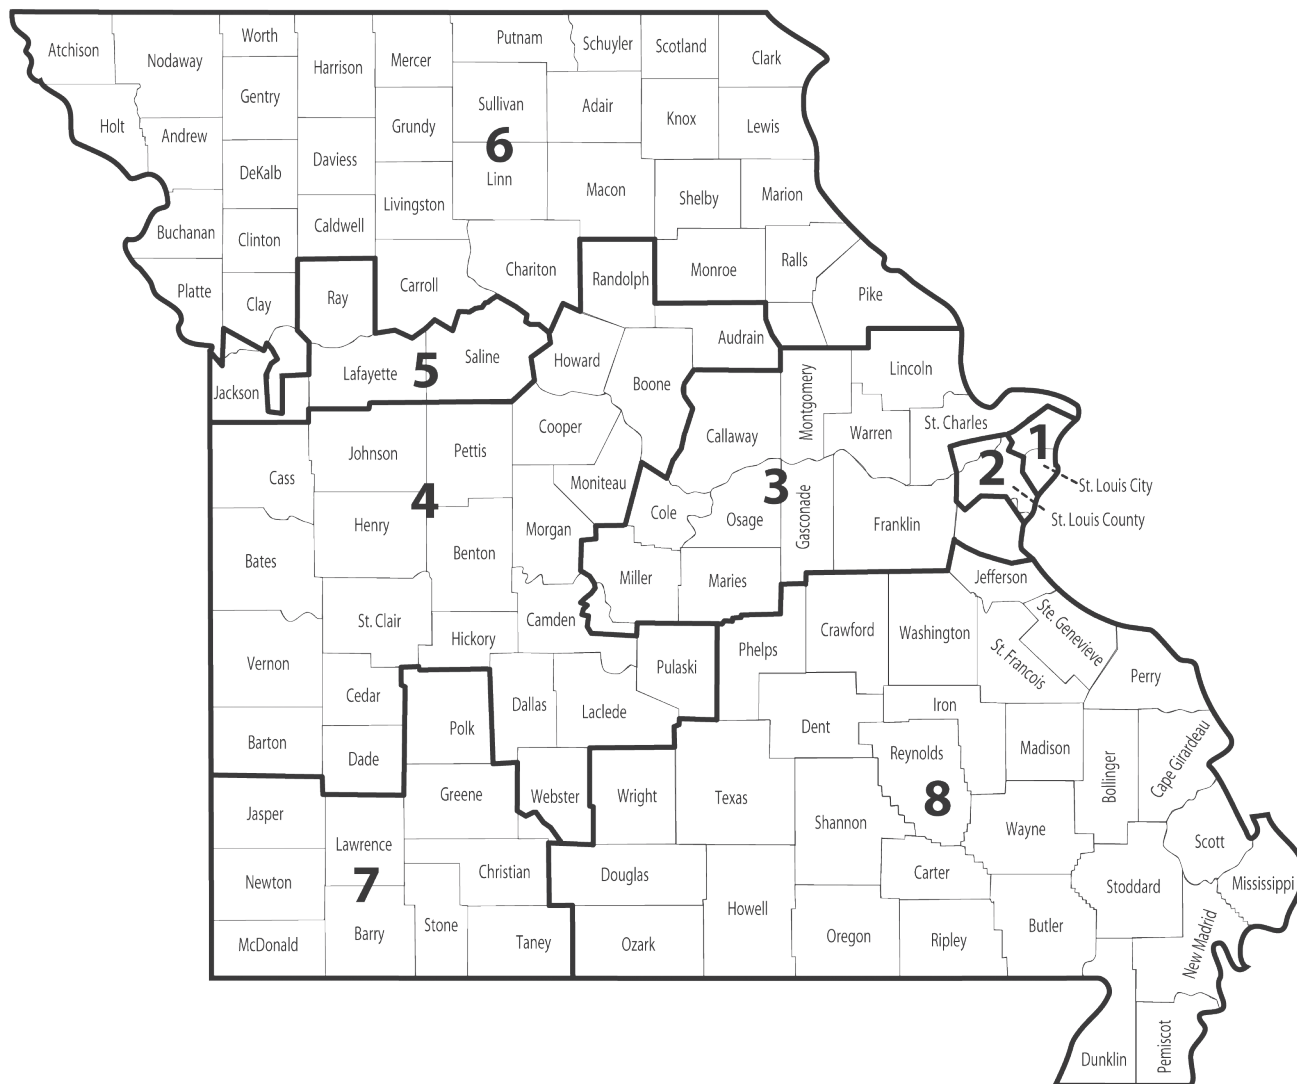 Worth
Putnam
Schuyler
Scotland
Clark
Atchison
Nodaway
Harrison
Mercer
Gentry
Sullivan
Adair
Knox
Lewis
Holt
Andrew
Grundy
6
Daviess
DeKalb
Linn
Macon
Shelby
Marion
Livingston
Buchanan
Clinton
Caldwell
Chariton
Randolph
Monroe
Ralls
Platte
Clay
Ray
Carroll
Pike
Audrain
Saline
Howard
Lafayette
5
Jackson
Boone
Lincoln
Montgomery
Cooper
Callaway
Warren
St. Charles
1
Johnson
Pettis
Cass
2
St. Louis City
Moniteau
3
4
Cole
Osage
Gasconade
Franklin
St. Louis County
Henry
Morgan
Benton
Bates
Miller
Maries
Jefferson
St. Clair
Camden
Hickory
Crawford
Washington
Ste. Genevieve
Phelps
Vernon
Pulaski
St. Francois
Perry
Cedar
Dallas
Laclede
Iron
Polk
Dent
Barton
Dade
Reynolds
Madison
Bollinger
Cape Girardeau
Greene
Webster
Wright
Texas
8
Jasper
Shannon
Wayne
Lawrence
Scott
Christian
Douglas
Carter
Newton
7
Stoddard
Mississippi
Howell
Stone
Barry
McDonald
Taney
Ozark
Oregon
Ripley
Butler
New Madrid
Dunklin
Pemiscot